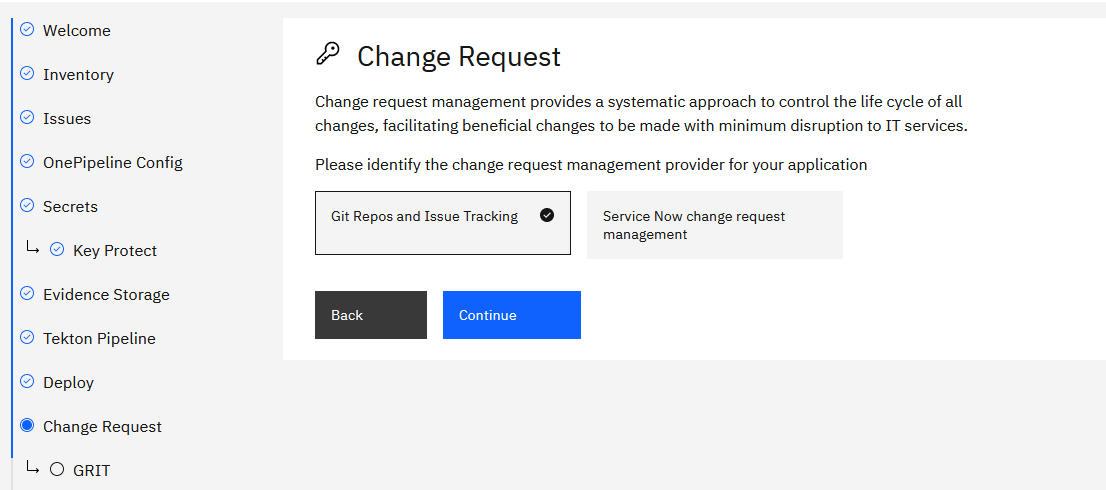 Welcome
Inventory
Issues
OnePipeline Config
Secrets
Key Protect
Evidence Storage
Tekton Pipeline
Deploy
Change Request
GRIT
Change Request
Change request management provides a systematic approach to control the life cycle of all
changes, facilitating beneficial changes to be made with minimum disruption to IT services.
Please identify the change request management provider for your application
Git Repos and Issue Tracking
Service Now change request
management
Back
Continue